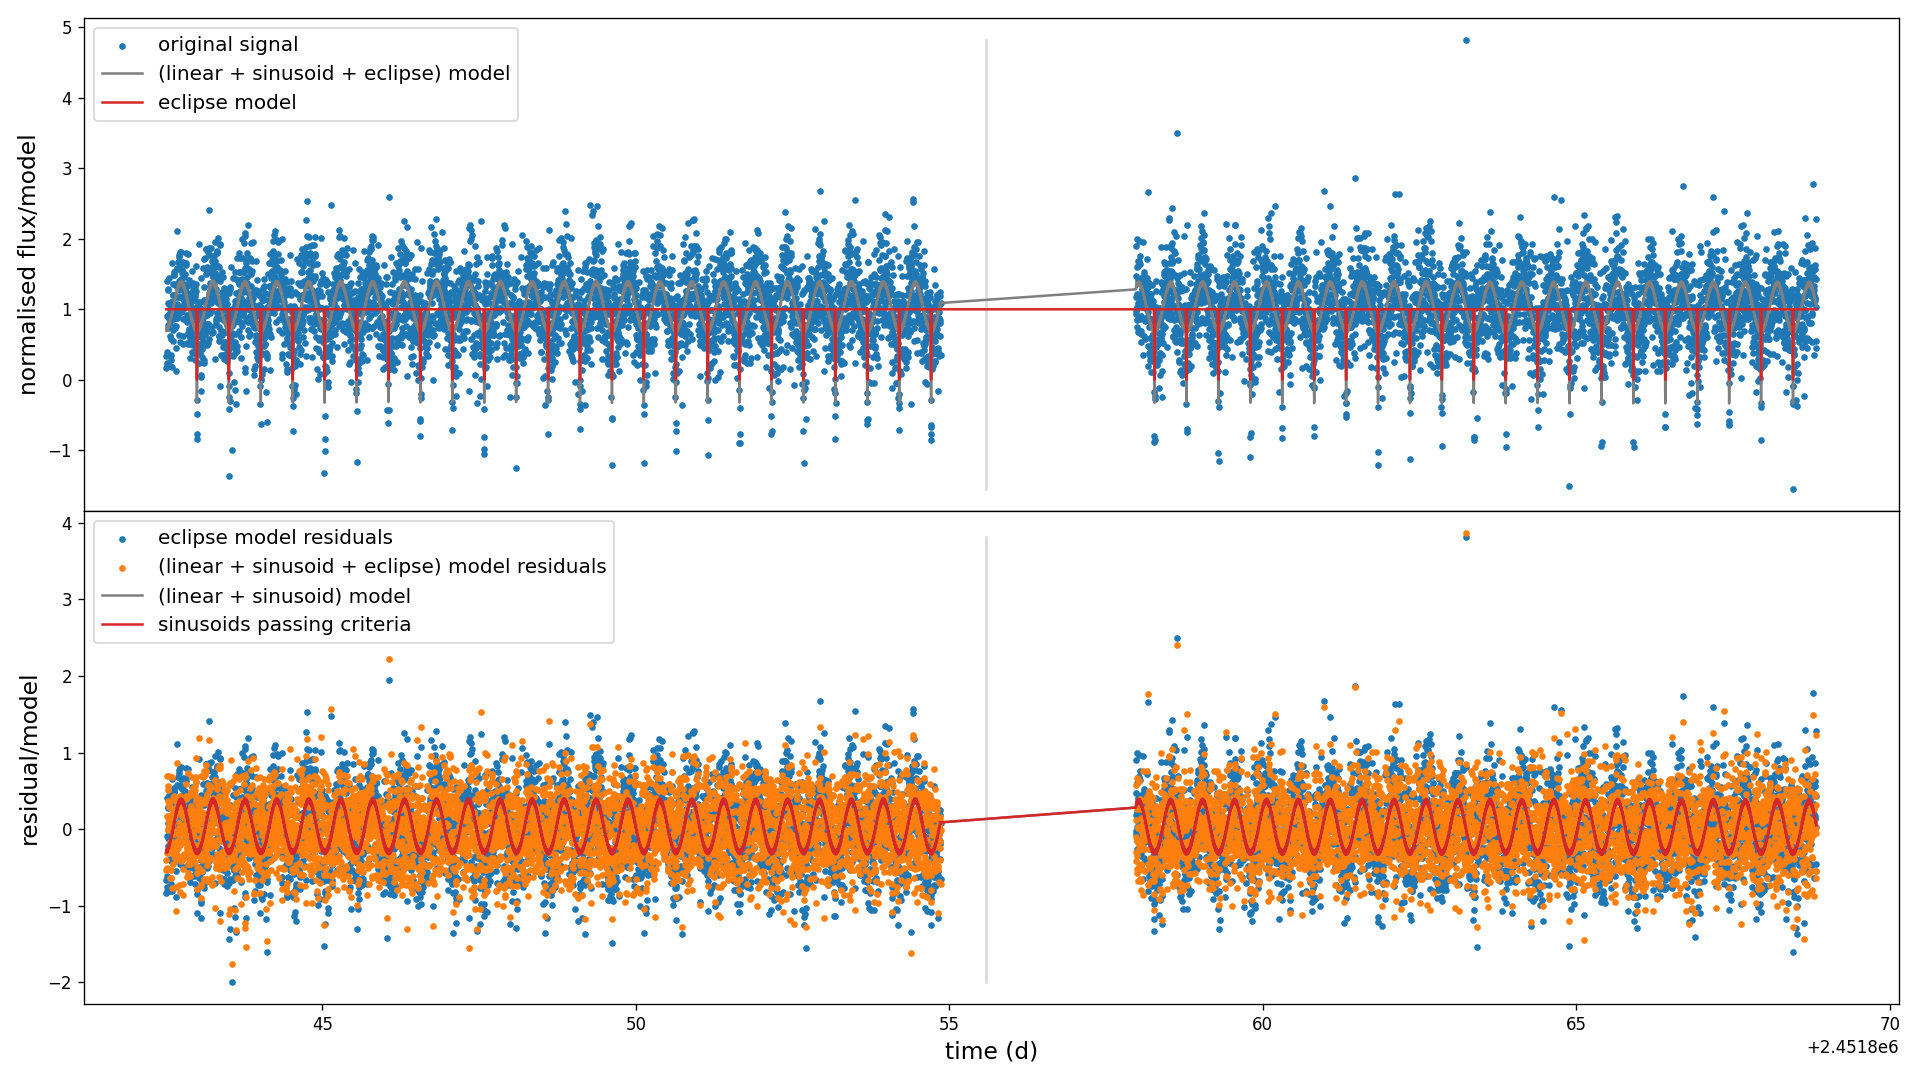 normalised flux/model
5
4
3
2
1
0
−1
original signal
(linear + sinusoid + eclipse) model
eclipse model
residual/model
4
3
2
1
0
−1
−2
eclipse model residuals
(linear + sinusoid + eclipse) model residuals
(linear + sinusoid) model
sinusoids passing criteria
45 50 55 60 65 70
time (d)
+2.4518e6